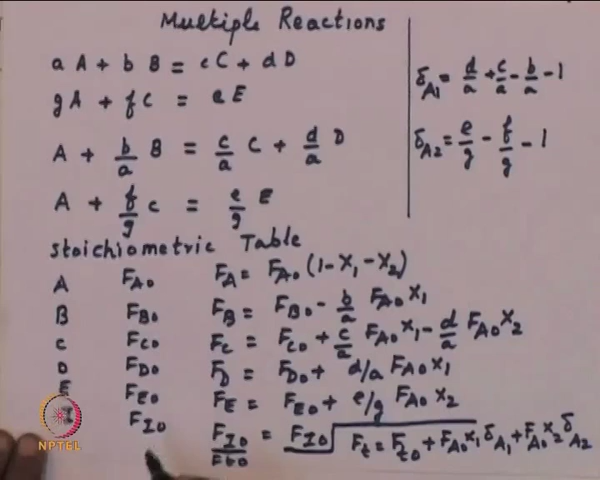 Multiple Reactions
a A + b B = c C + d D
g A + f C = e E
A + b/a B = c/a C + d/a D
A + f/g C = e/g E
δA1 = d/a + c/a - b/a - 1
δA2 = e/g - f/g - 1
Stoichiometric Table
A FA0 FA = FA0 (1 - X1 - X2)
B FB0 FB = FB0 - b/a FA0 X1
C FC0 FC = FC0 + c/a FA0 X1 - d/a FA0 X2
D FD0 FD = FD0 + d/a FA0 X1
E FE0 FE = FE0 + e/g FA0 X2
I FI0 FI0 = FI0
Ft0 Ft = Ft0 + FA0 X1 δA1 + FA0 X2 δA2
NPTEL